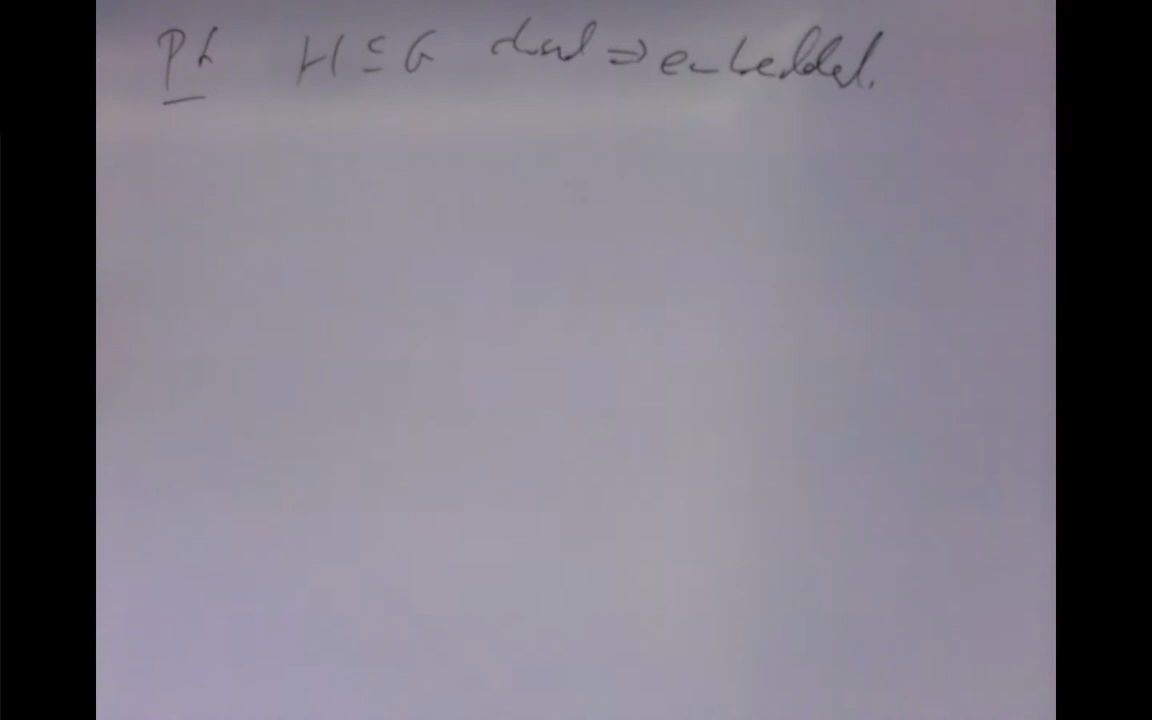 Pf H ⊆ G closed ⇒ embedded.